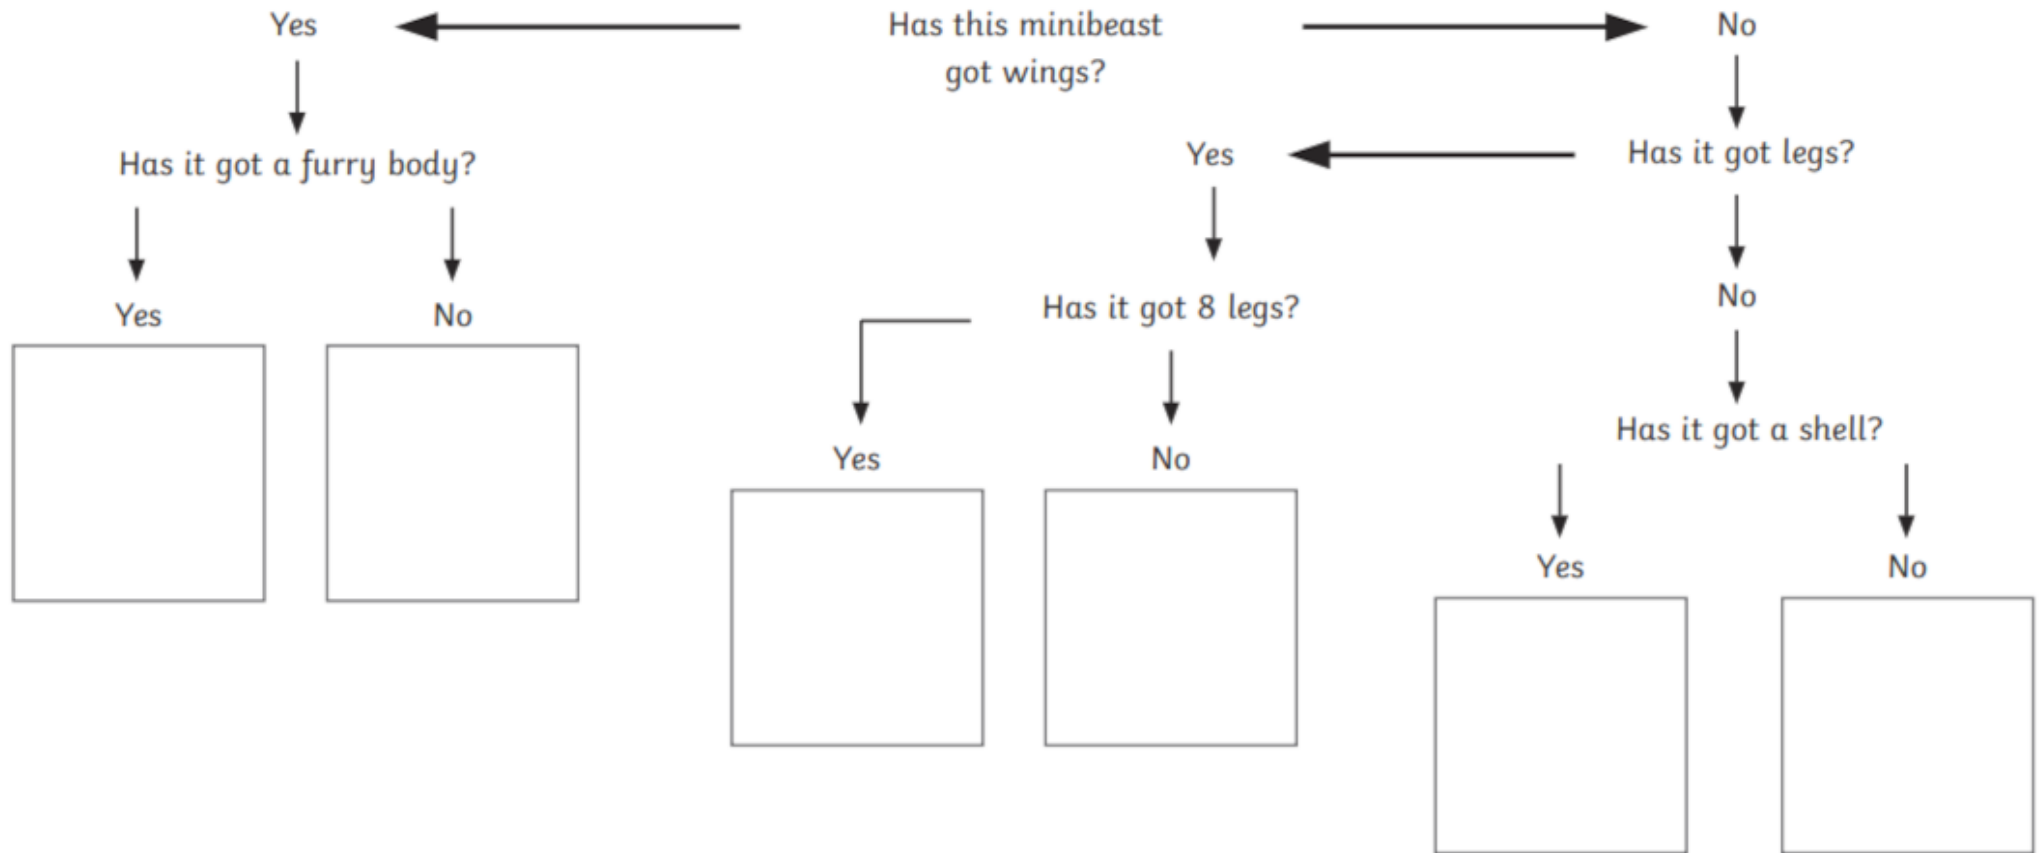 Yes
Has this minibeast
got wings?
No
Has it got a furry body?
Yes
Has it got legs?
Yes
No
Has it got 8 legs?
No
Yes
No
Has it got a shell?
Yes
No